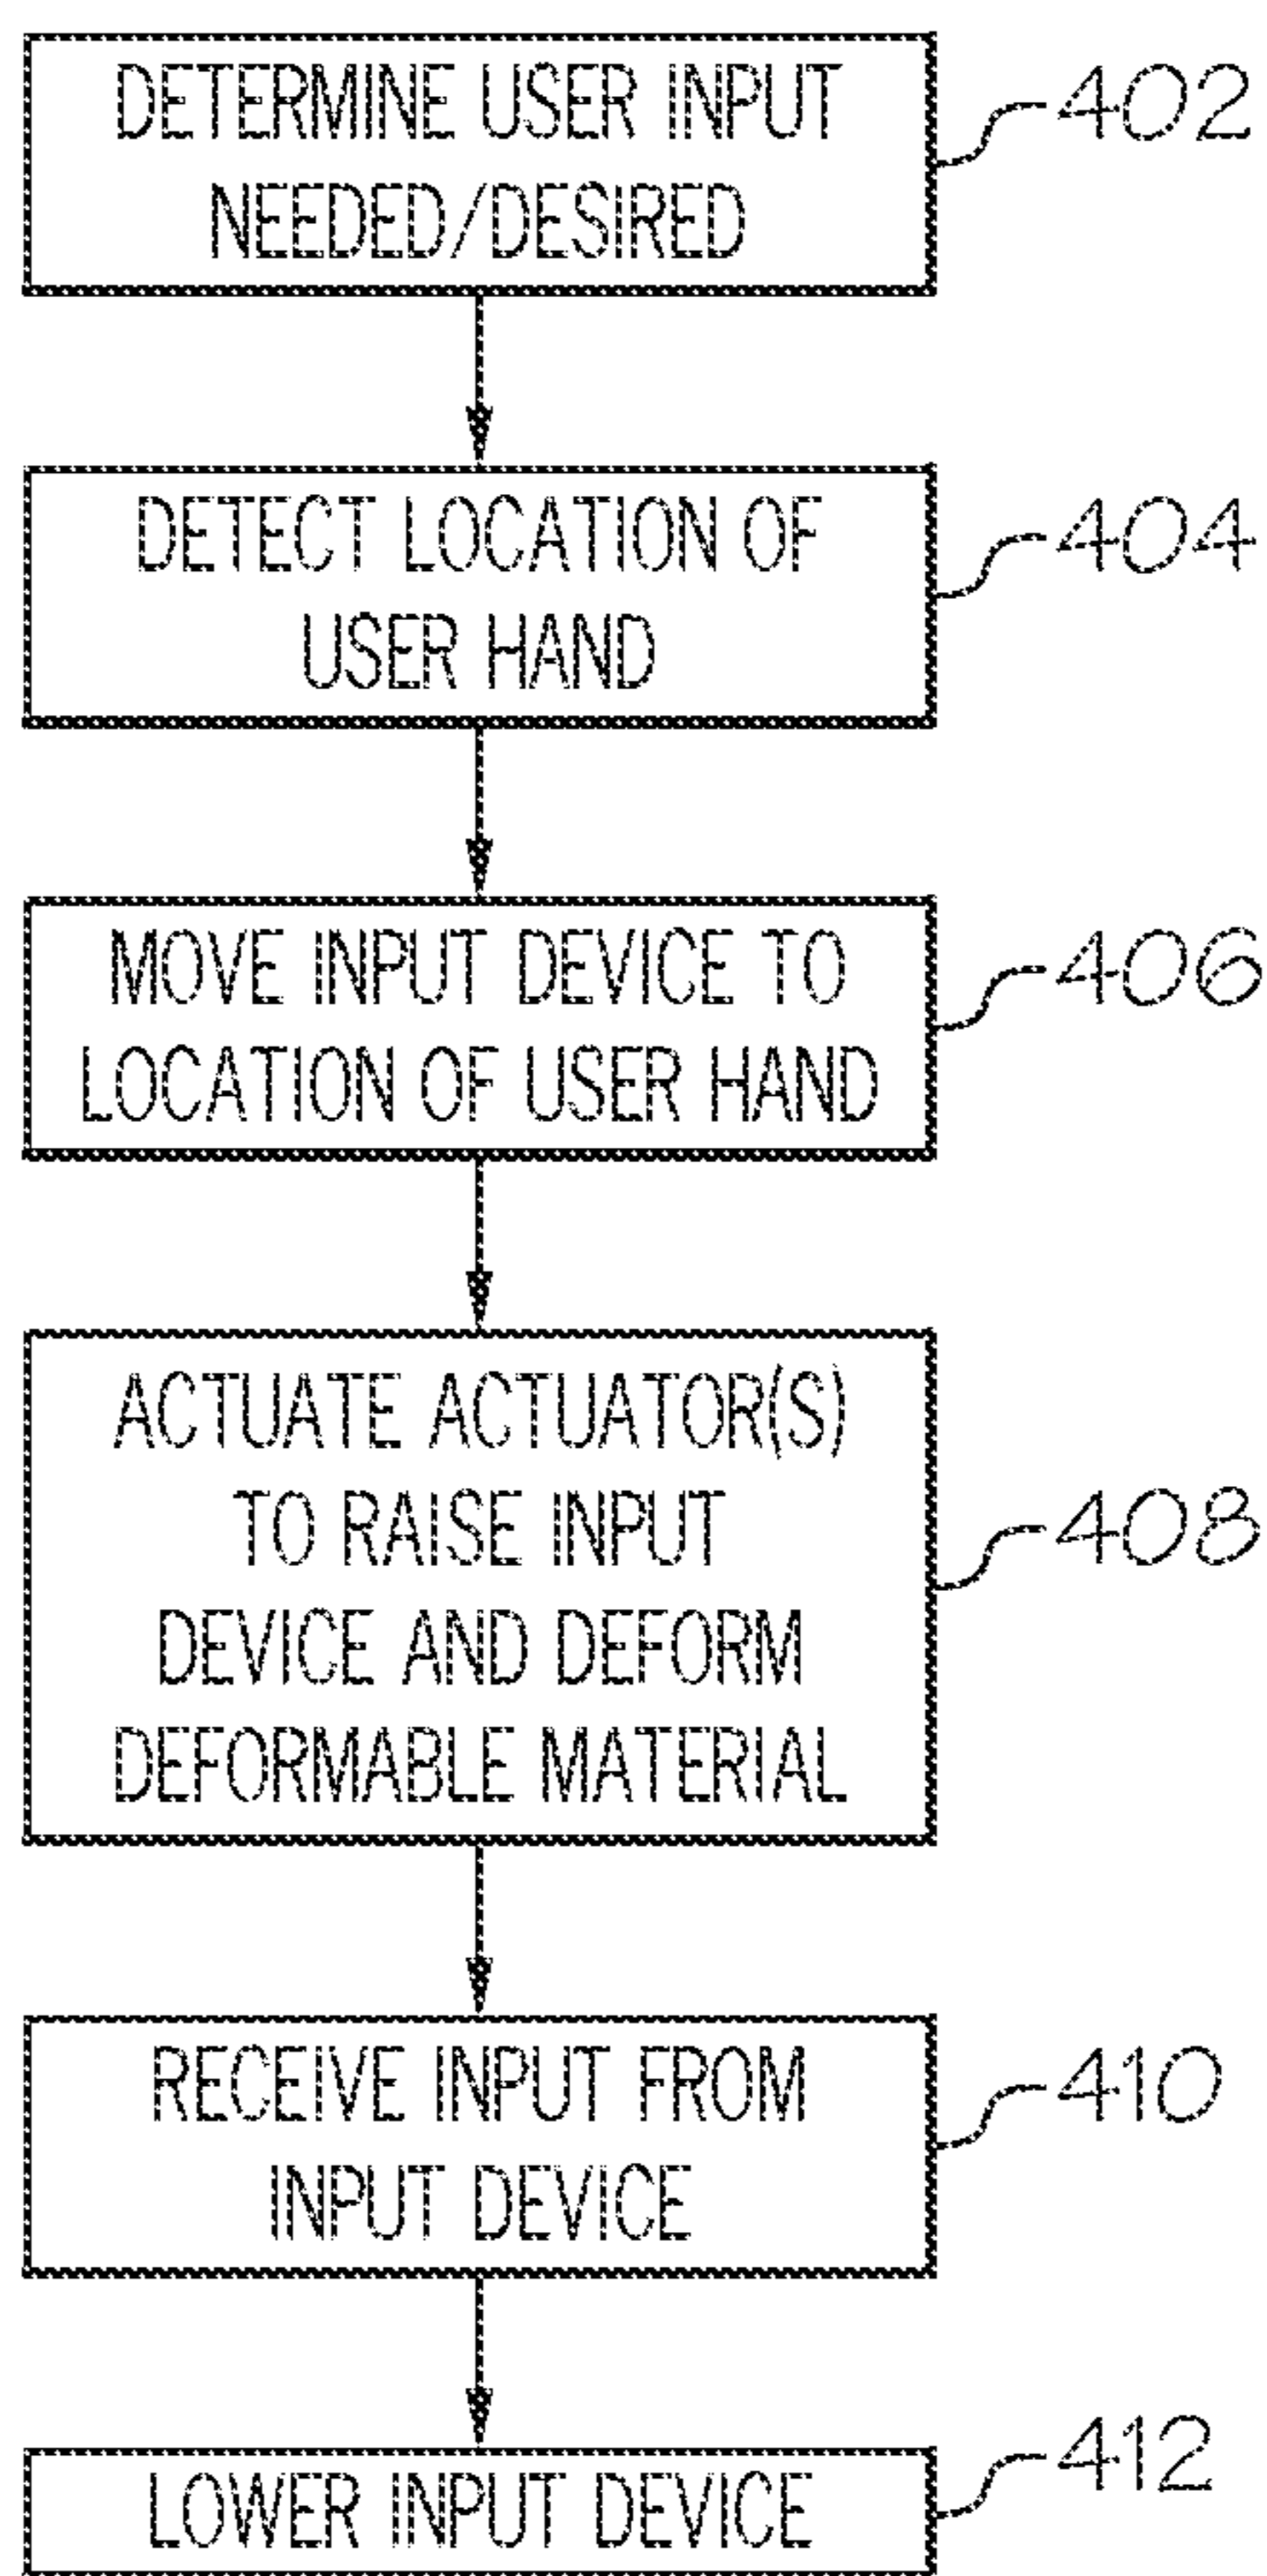 DETERMINE USER INPUT
NEEDED/DESIRED
402
DETECT LOCATION OF
USER HAND
404
MOVE INPUT DEVICE TO
LOCATION OF USER HAND
406
ACTUATE ACTUATOR(S)
TO RAISE INPUT
DEVICE AND DEFORM
DEFORMABLE MATERIAL
408
RECEIVE INPUT FROM
INPUT DEVICE
410
LOWER INPUT DEVICE
412